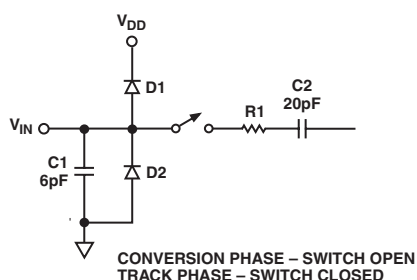 VDD
D1
C2
20pF
R1
VIN
C1
6pF
D2
CONVERSION PHASE – SWITCH OPEN
TRACK PHASE – SWITCH CLOSED